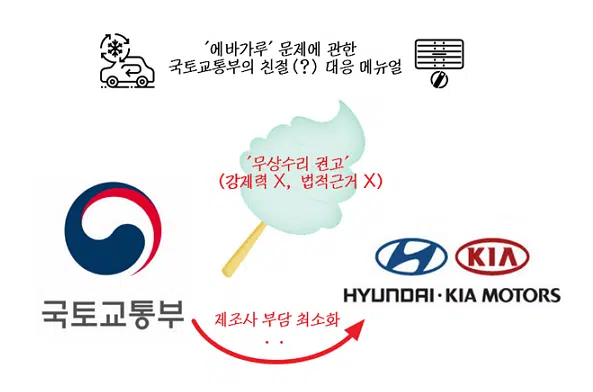 '에바가루' 문제에 관한
국토교통부의 친절(?) 대응 메뉴얼
'무상수리 권고'
(강제력 X, 법적근거 X)
국토교통부
KIA
HYUNDAI · KIA MOTORS
제조사 부담 최소화
. .